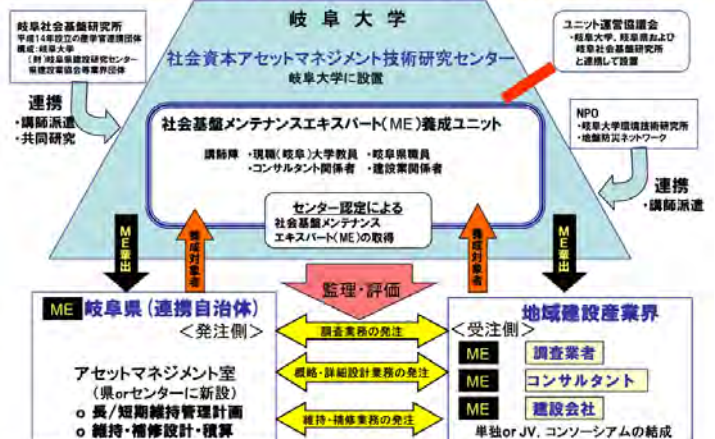 岐阜大学
岐阜社会基盤研究所
平成14年設立の産学官連携団体
構成:岐阜大学
(財)岐阜県建設研究センター
県建設業協会等業界団体
連携
・講師派遣
・共同研究
社会資本アセットマネジメント技術研究センター
岐阜大学に設置
ユニット運営協議会
・岐阜大学、岐阜県および
岐阜社会基盤研究所
と連携して設置
社会基盤メンテナンスエキスパート(ME)養成ユニット
講師陣 ・現職(岐阜)大学教員 ・岐阜県職員
・コンサルタント関係者 ・建設業関係者
NPO
・岐阜大学環境技術研究所
・地盤防災ネットワーク
連携
・講師派遣
センター認定による
社会基盤メンテナンス
エキスパート(ME)の取得
ME輩出
養成対象者
養成対象者
ME輩出
監理・評価
ME 岐阜県(連携自治体)
<発注側>
アセットマネジメント室
(県orセンターに新設)
o 長/短期維持管理計画
o 維持・補修設計・積算
調査業務の発注
概略・詳細設計業務の発注
維持・補修業務の発注
地域建設産業界
<受注側>
ME 調査業者
ME コンサルタント
ME 建設会社
単独or JV, コンソーシアムの結成